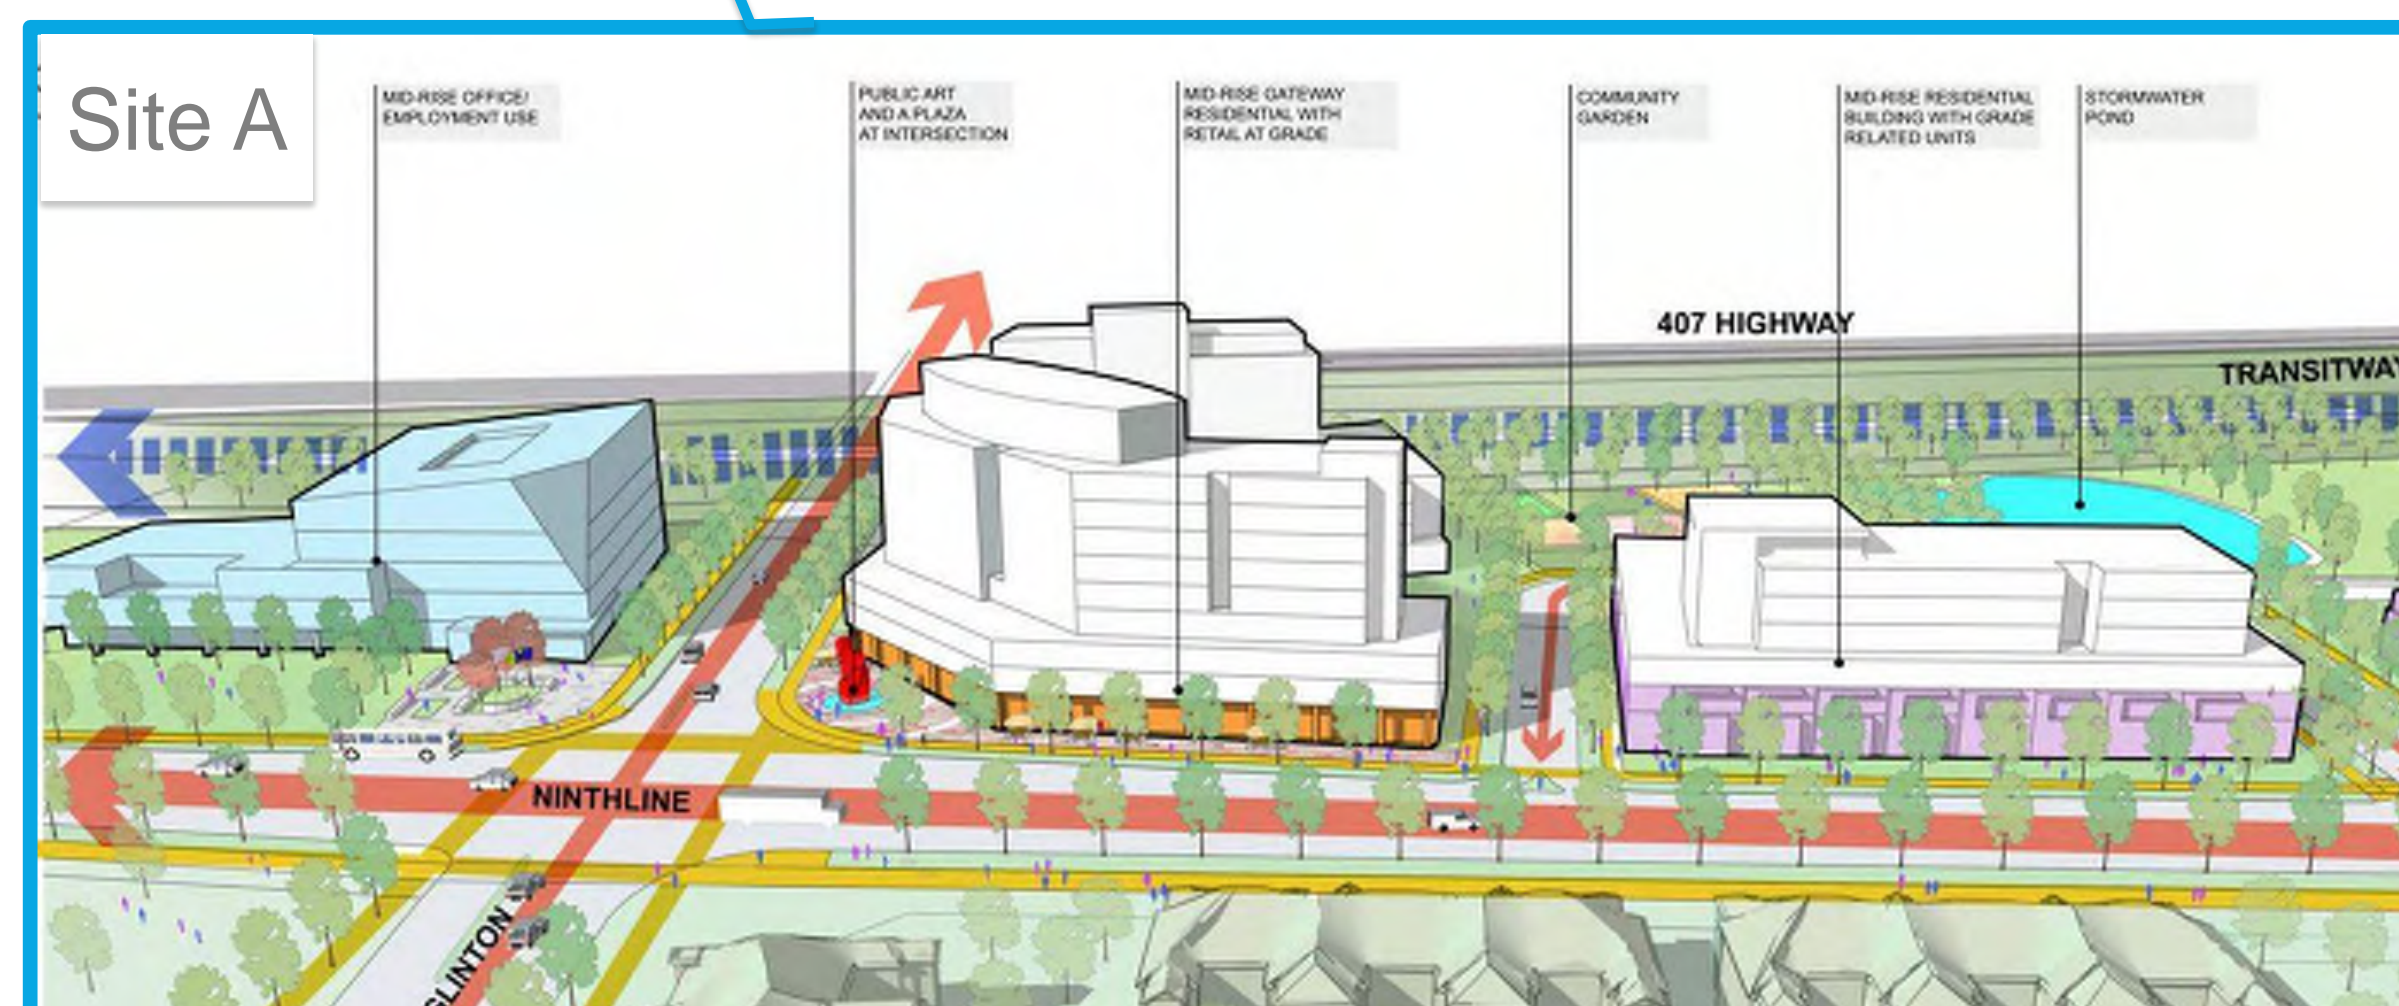 Site A
MID-RISE OFFICE/
EMPLOYMENT USE
PUBLIC ART
AND A PLAZA
AT INTERSECTION
MID-RISE GATEWAY
RESIDENTIAL WITH
RETAIL AT GRADE
COMMUNITY
GARDEN
MID-RISE RESIDENTIAL
BUILDING WITH GRADE
RELATED UNITS
STORMWATER
POND
407 HIGHWAY
TRANSITWAY
NINTHLINE
GLINTON